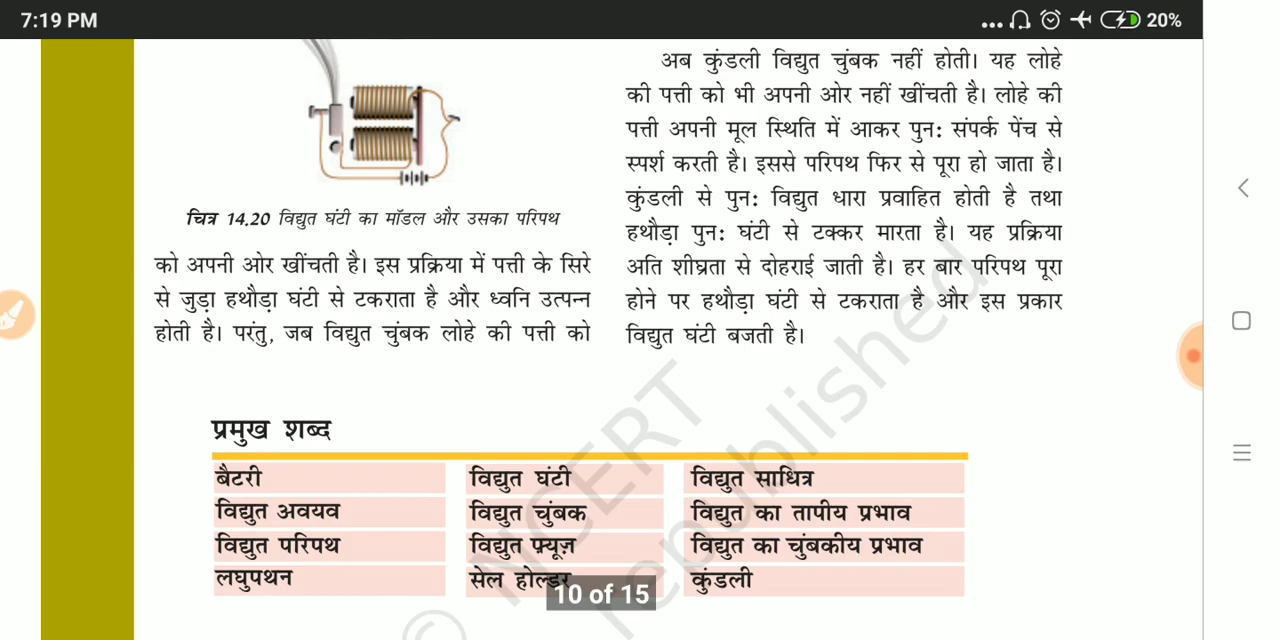 7:19 PM
20%
चित्र 14.20 विद्युत घंटी का मॉडल और उसका परिपथ
को अपनी ओर खींचती है। इस प्रक्रिया में पत्ती के सिरे
से जुड़ा हथौड़ा घंटी से टकराता है और ध्वनि उत्पन्न
होती है। परंतु, जब विद्युत चुंबक लोहे की पत्ती को
अब कुंडली विद्युत चुंबक नहीं होती। यह लोहे
की पत्ती को भी अपनी ओर नहीं खींचती है। लोहे की
पत्ती अपनी मूल स्थिति में आकर पुन: संपर्क पेंच से
स्पर्श करती है। इससे परिपथ फिर से पूरा हो जाता है।
कुंडली से पुन: विद्युत धारा प्रवाहित होती है तथा
हथौड़ा पुन: घंटी से टक्कर मारता है। यह प्रक्रिया
अति शीघ्रता से दोहराई जाती है। हर बार परिपथ पूरा
होने पर हथौड़ा घंटी से टकराता है और इस प्रकार
विद्युत घंटी बजती है।
प्रमुख शब्द
बैटरी विद्युत घंटी विद्युत साधित्र
विद्युत अवयव विद्युत चुंबक विद्युत का तापीय प्रभाव
विद्युत परिपथ विद्युत फ़्यूज़ विद्युत का चुंबकीय प्रभाव
लघुपथन सेल होल्डर कुंडली
10 of 15
© NCERT
republished